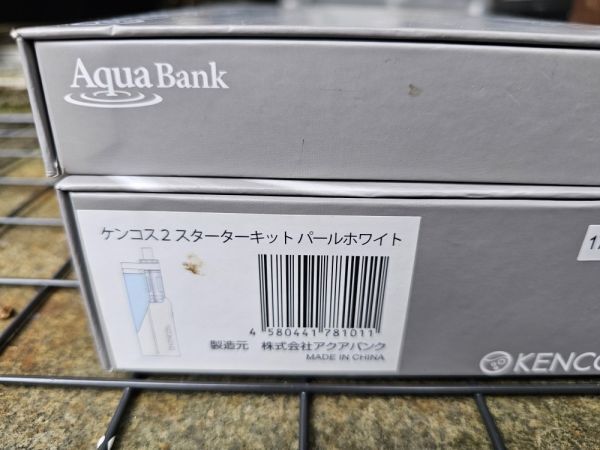 Aqua Bank
ケンコス2 スターターキット パールホワイト
4 580441 781011
製造元 株式会社アクアバンク
MADE IN CHINA